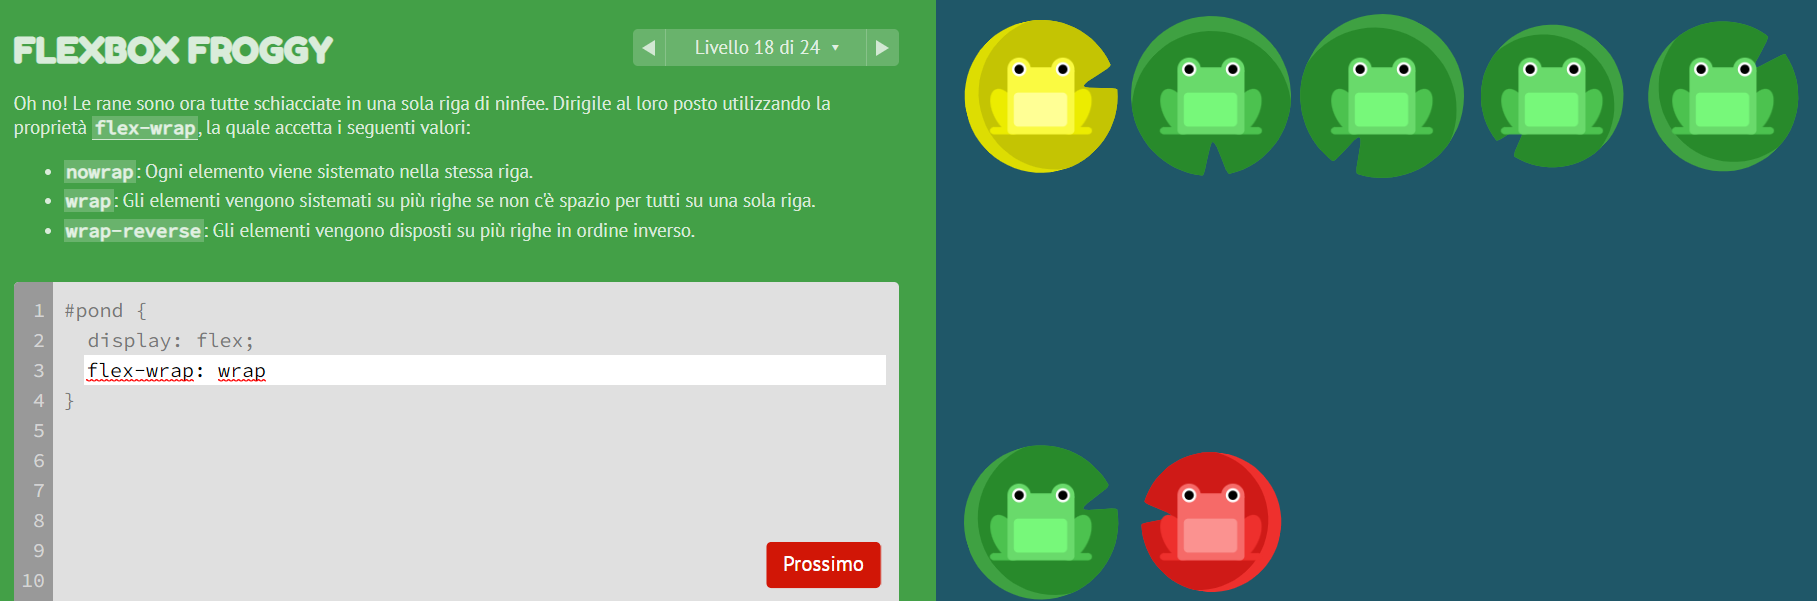 FLEXBOX FROGGY
◀ Livello 18 di 24 ▼ ▶
Oh no! Le rane sono ora tutte schiacciate in una sola riga di ninfee. Dirigile al loro posto utilizzando la
proprietà flex-wrap, la quale accetta i seguenti valori:
• nowrap: Ogni elemento viene sistemato nella stessa riga.
• wrap: Gli elementi vengono sistemati su più righe se non c'è spazio per tutti su una sola riga.
• wrap-reverse: Gli elementi vengono disposti su più righe in ordine inverso.
1 #pond {
2 display: flex;
3 flex-wrap: wrap
4 }
5
6
7
8
9
10
Prossimo